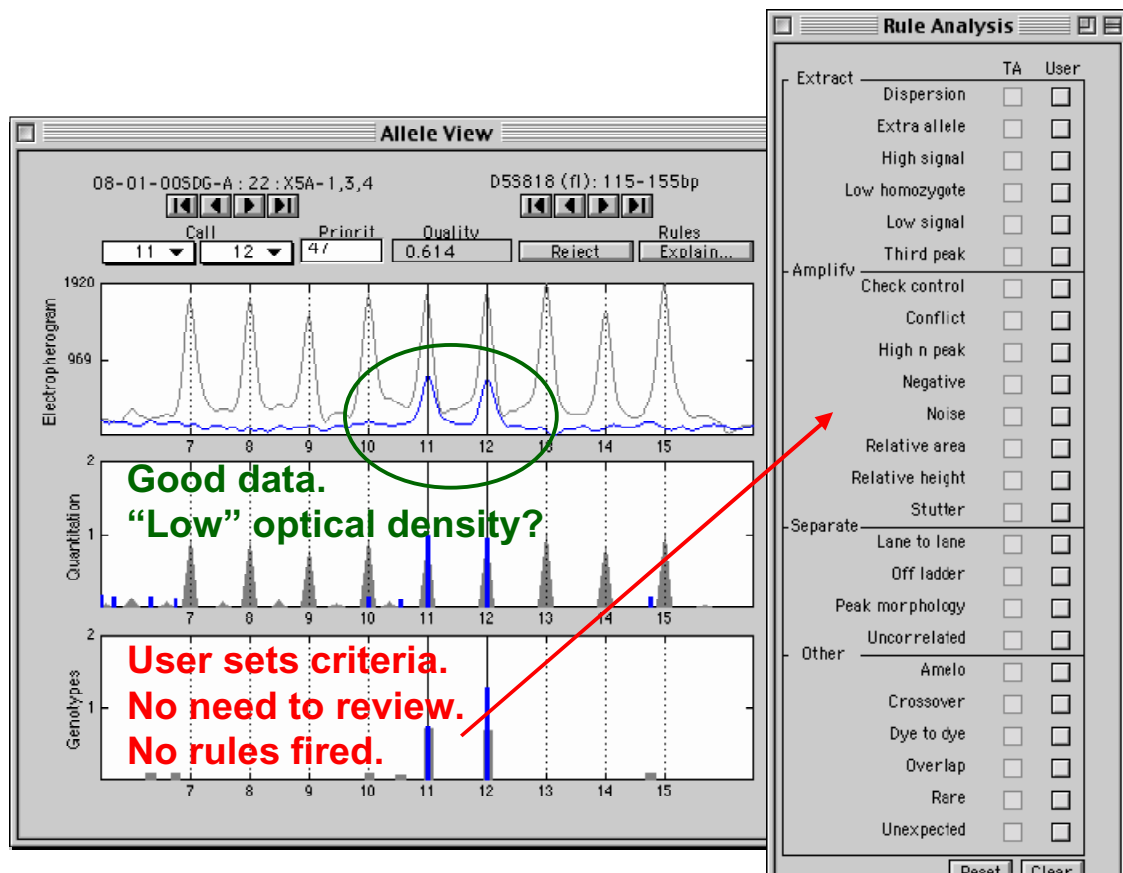 Allele View
08-01-00SDG-A : 22 : X5A-1,3,4
D5S818 (fl): 115-155bp
Call
Priorit
Quality
Rules
11
12
47
0.614
Reject
Explain...
Electropherogram
1920
969
7 8 9 10 11 12 13 14 15
Good data.
“Low” optical density?
Quantitation
2
1
7 8 9 10 11 12 13 14 15
User sets criteria.
No need to review.
No rules fired.
Genotypes
2
1
7 8 9 10 11 12 13 14 15
Rule Analysis
TA User
Extract
Dispersion
Extra allele
High signal
Low homozygote
Low signal
Third peak
Amplify
Check control
Conflict
High n peak
Negative
Noise
Relative area
Relative height
Stutter
Separate
Lane to lane
Off ladder
Peak morphology
Uncorrelated
Other
Amelo
Crossover
Dye to dye
Overlap
Rare
Unexpected
Reset Clear